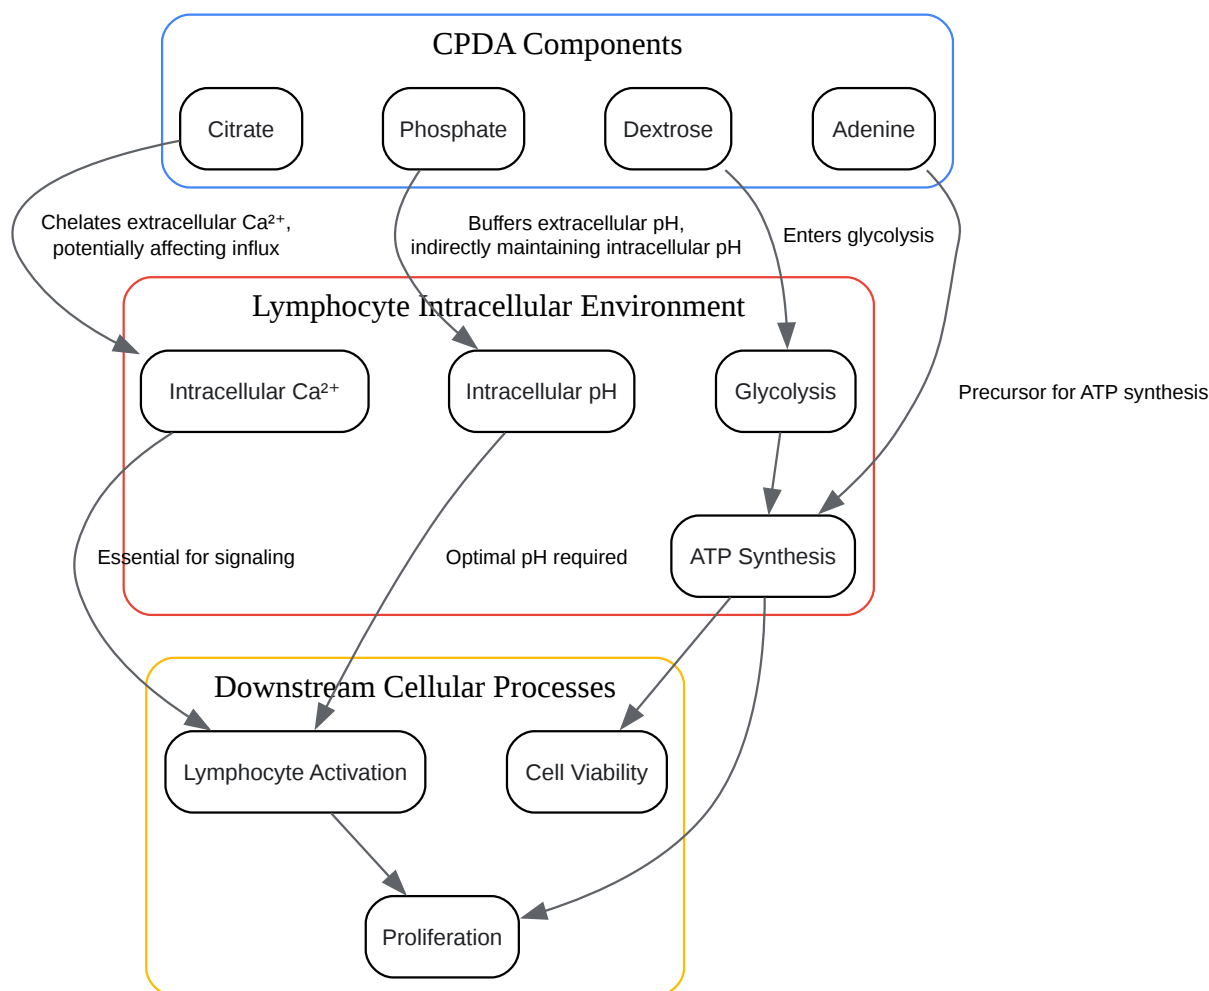 CPDA Components
Citrate
Phosphate
Dextrose
Adenine
Chelates extracellular Ca²⁺,
potentially affecting influx
Buffers extracellular pH,
indirectly maintaining intracellular pH
Enters glycolysis
Lymphocyte Intracellular Environment
Intracellular Ca²⁺
Intracellular pH
Glycolysis
Precursor for ATP synthesis
Essential for signaling
Optimal pH required
ATP Synthesis
Downstream Cellular Processes
Lymphocyte Activation
Cell Viability
Proliferation